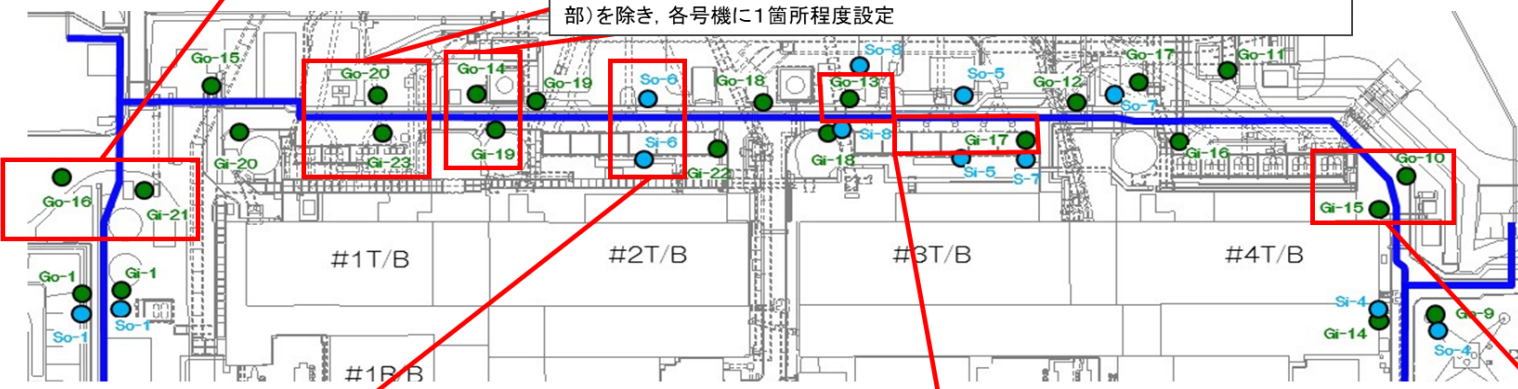 部)を除き, 各号機に1箇所程度設定
So-8
Go-15
Go-20
Go-14
Go-19
So-6
Go-18
Go-13
So-5
Go-12
Go-17
So-7
Go-11
Gi-20
Gi-23
Gi-19
Si-6
Gi-22
Gi-18
Si-8
Gi-17
Si-5
S-7
Gi-16
Go-10
Gi-15
Go-16
Gi-21
#1T/B
#2T/B
#3T/B
#4T/B
Go-1
Gi-1
So-1
So-1
Si-4
Gi-14
Go-9
So-4
#1R/B